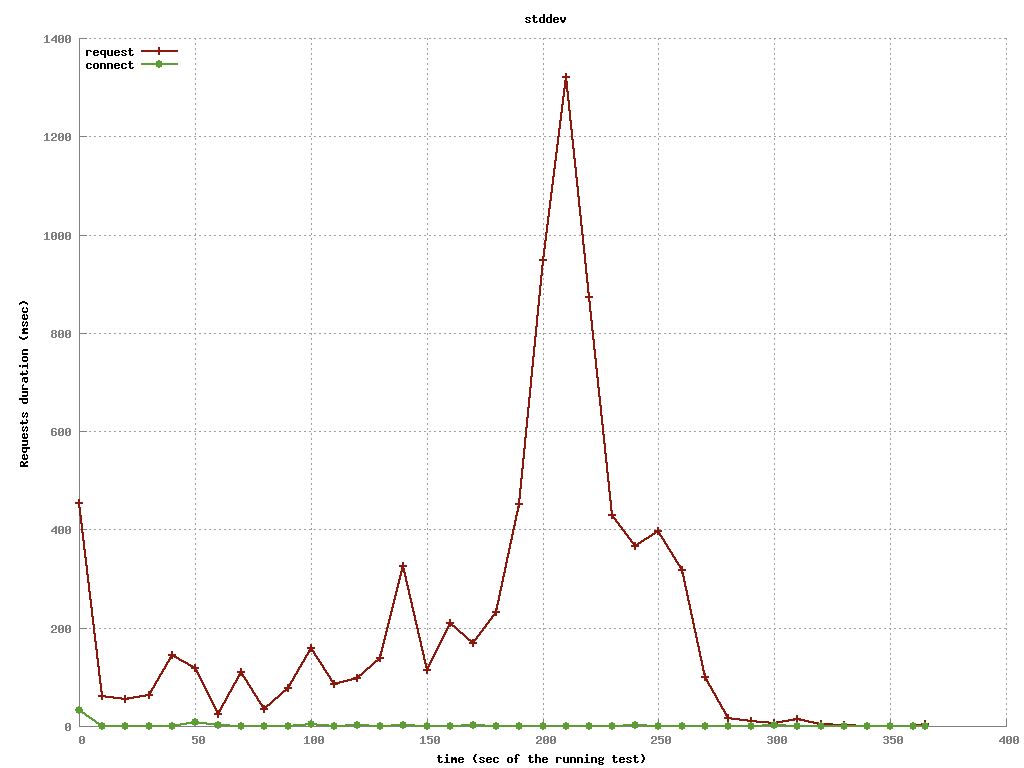 stddev
1400
request
connect
1200
1000
800
Requests duration (msec)
600
400
200
0
0 50 100 150 200 250 300 350 400
time (sec of the running test)